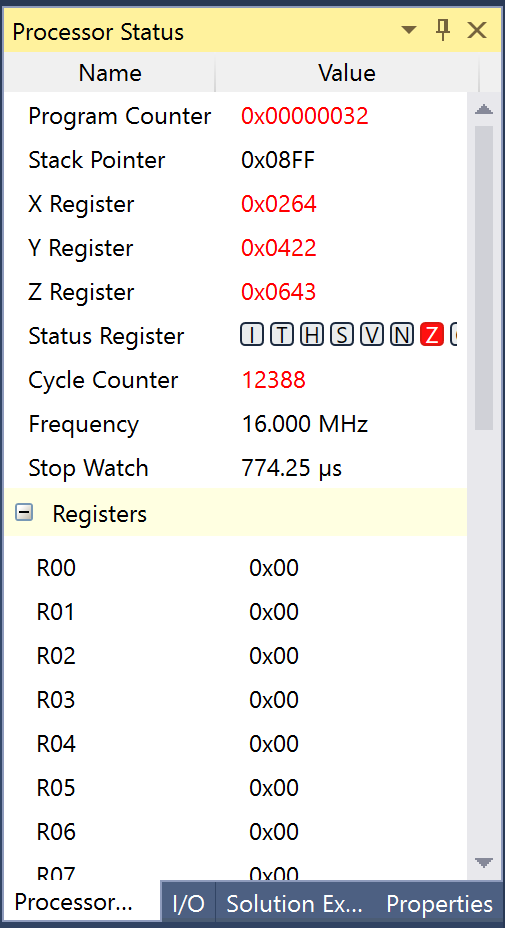 Processor Status
Name Value
Program Counter 0x00000032
Stack Pointer 0x08FF
X Register 0x0264
Y Register 0x0422
Z Register 0x0643
Status Register I T H S V N Z
Cycle Counter 12388
Frequency 16.000 MHz
Stop Watch 774.25 µs
Registers
R00 0x00
R01 0x00
R02 0x00
R03 0x00
R04 0x00
R05 0x00
R06 0x00
R07 0x00
Processor... I/O Solution Ex... Properties